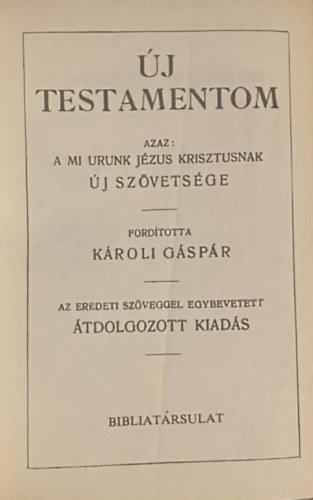 ÚJ
TESTAMENTOM
AZAZ:
A MI URUNK JÉZUS KRISZTUSNAK
ÚJ SZÖVETSÉGE
FORDÍTOTTA
KÁROLI GÁSPÁR
AZ EREDETI SZÖVEGGEL EGYBEVETETT
ÁTDOLGOZOTT KIADÁS
BIBLIATÁRSULAT